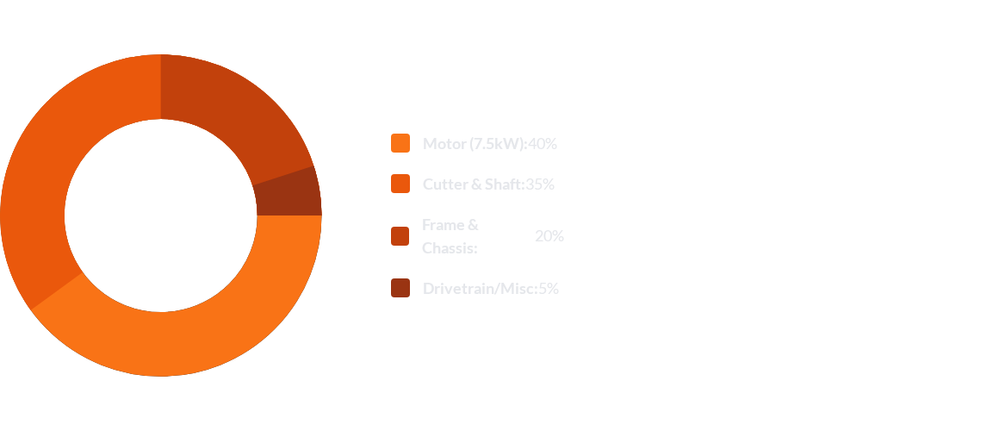 Motor (7.5kW):40%
Cutter & Shaft:35%
Frame &
Chassis: 20%
Drivetrain/Misc:5%